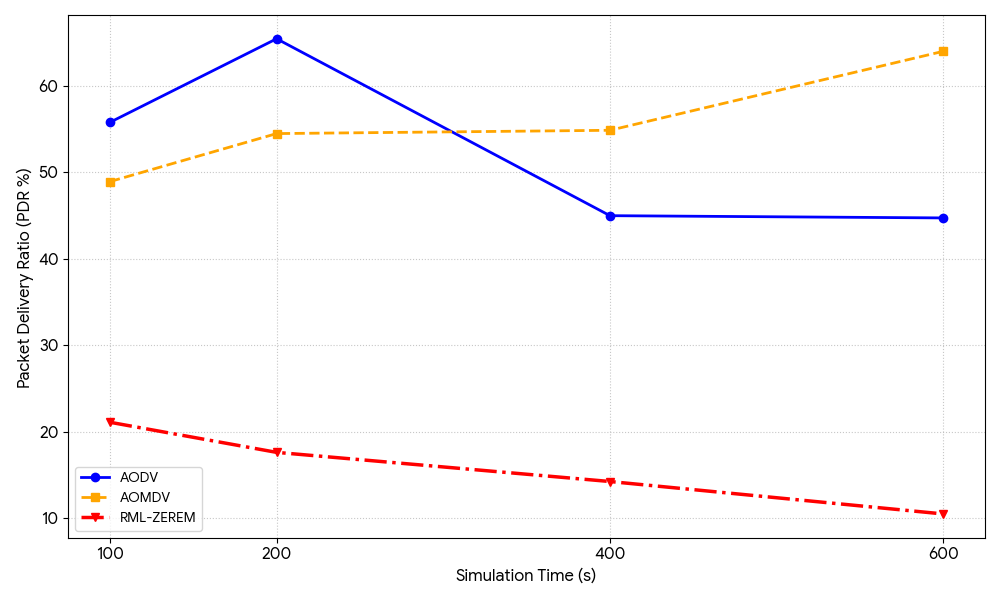 60
50
40
30
20
10
Packet Delivery Ratio (PDR %)
AODV
AOMDV
RML-ZEREM
100 200 400 600
Simulation Time (s)